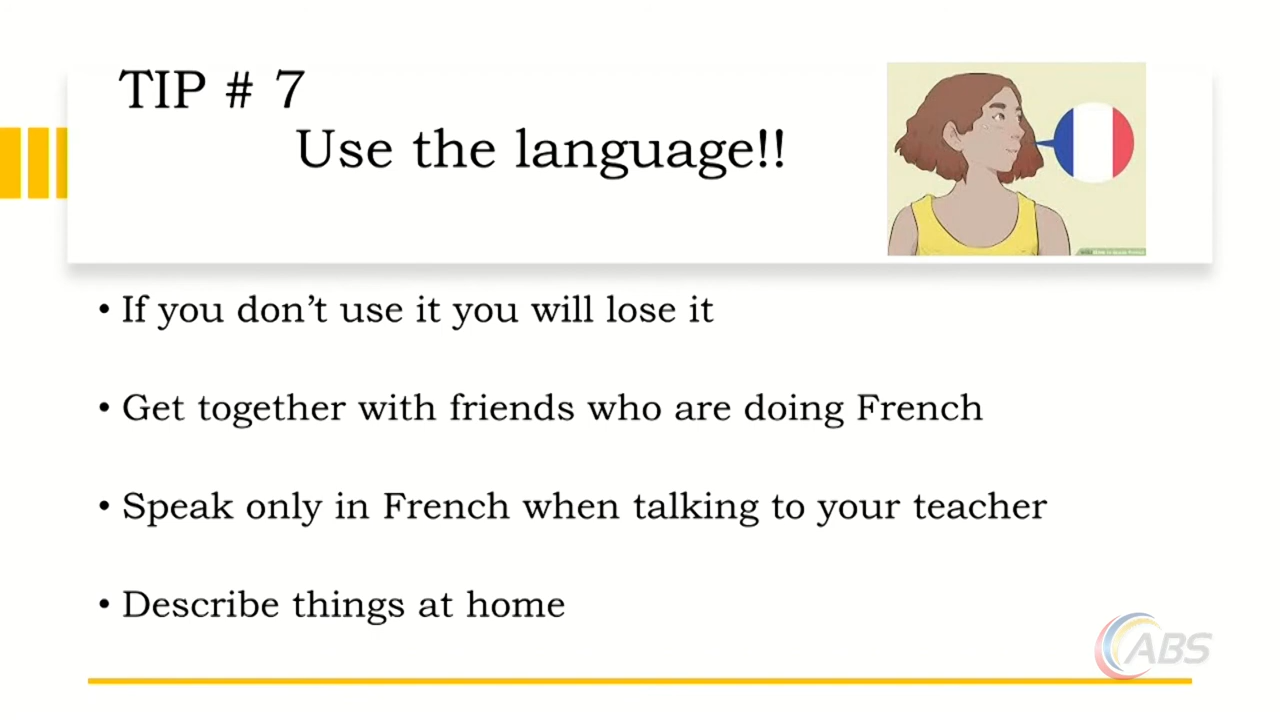 TIP # 7
Use the language!!
• If you don’t use it you will lose it
• Get together with friends who are doing French
• Speak only in French when talking to your teacher
• Describe things at home
ABS